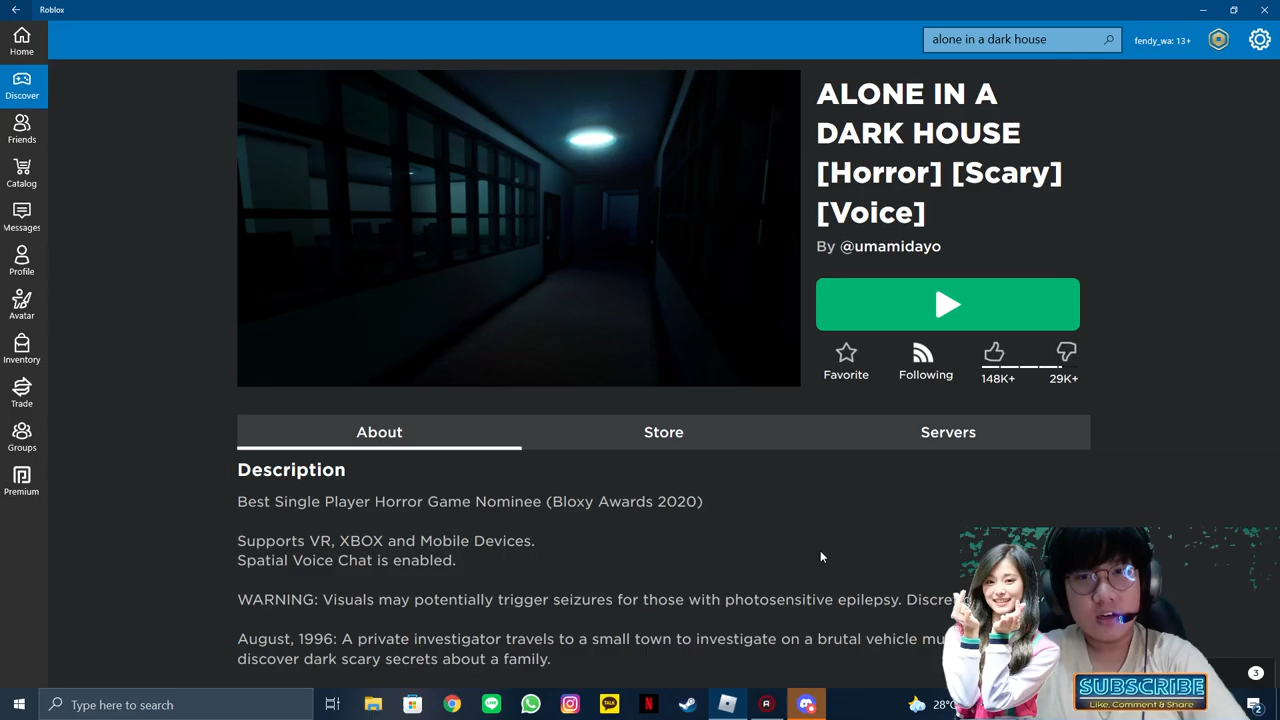 Roblox
Home
Discover
Friends
Catalog
Messages
Profile
Avatar
Inventory
Trade
Groups
Premium
alone in a dark house
fendy_wa: 13+
ALONE IN A
DARK HOUSE
[Horror] [Scary]
[Voice]
By @umamidayo
Favorite
Following
148K+
29K+
About
Store
Servers
Description
Best Single Player Horror Game Nominee (Bloxy Awards 2020)
Supports VR, XBOX and Mobile Devices.
Spatial Voice Chat is enabled.
WARNING: Visuals may potentially trigger seizures for those with photosensitive epilepsy.
August, 1996: A private investigator travels to a small town to investigate on a brutal vehicle
discover dark scary secrets about a family.
3
SUBSCRIBE
Like, Comment & Share
Type here to search
TALK
N
28°
2